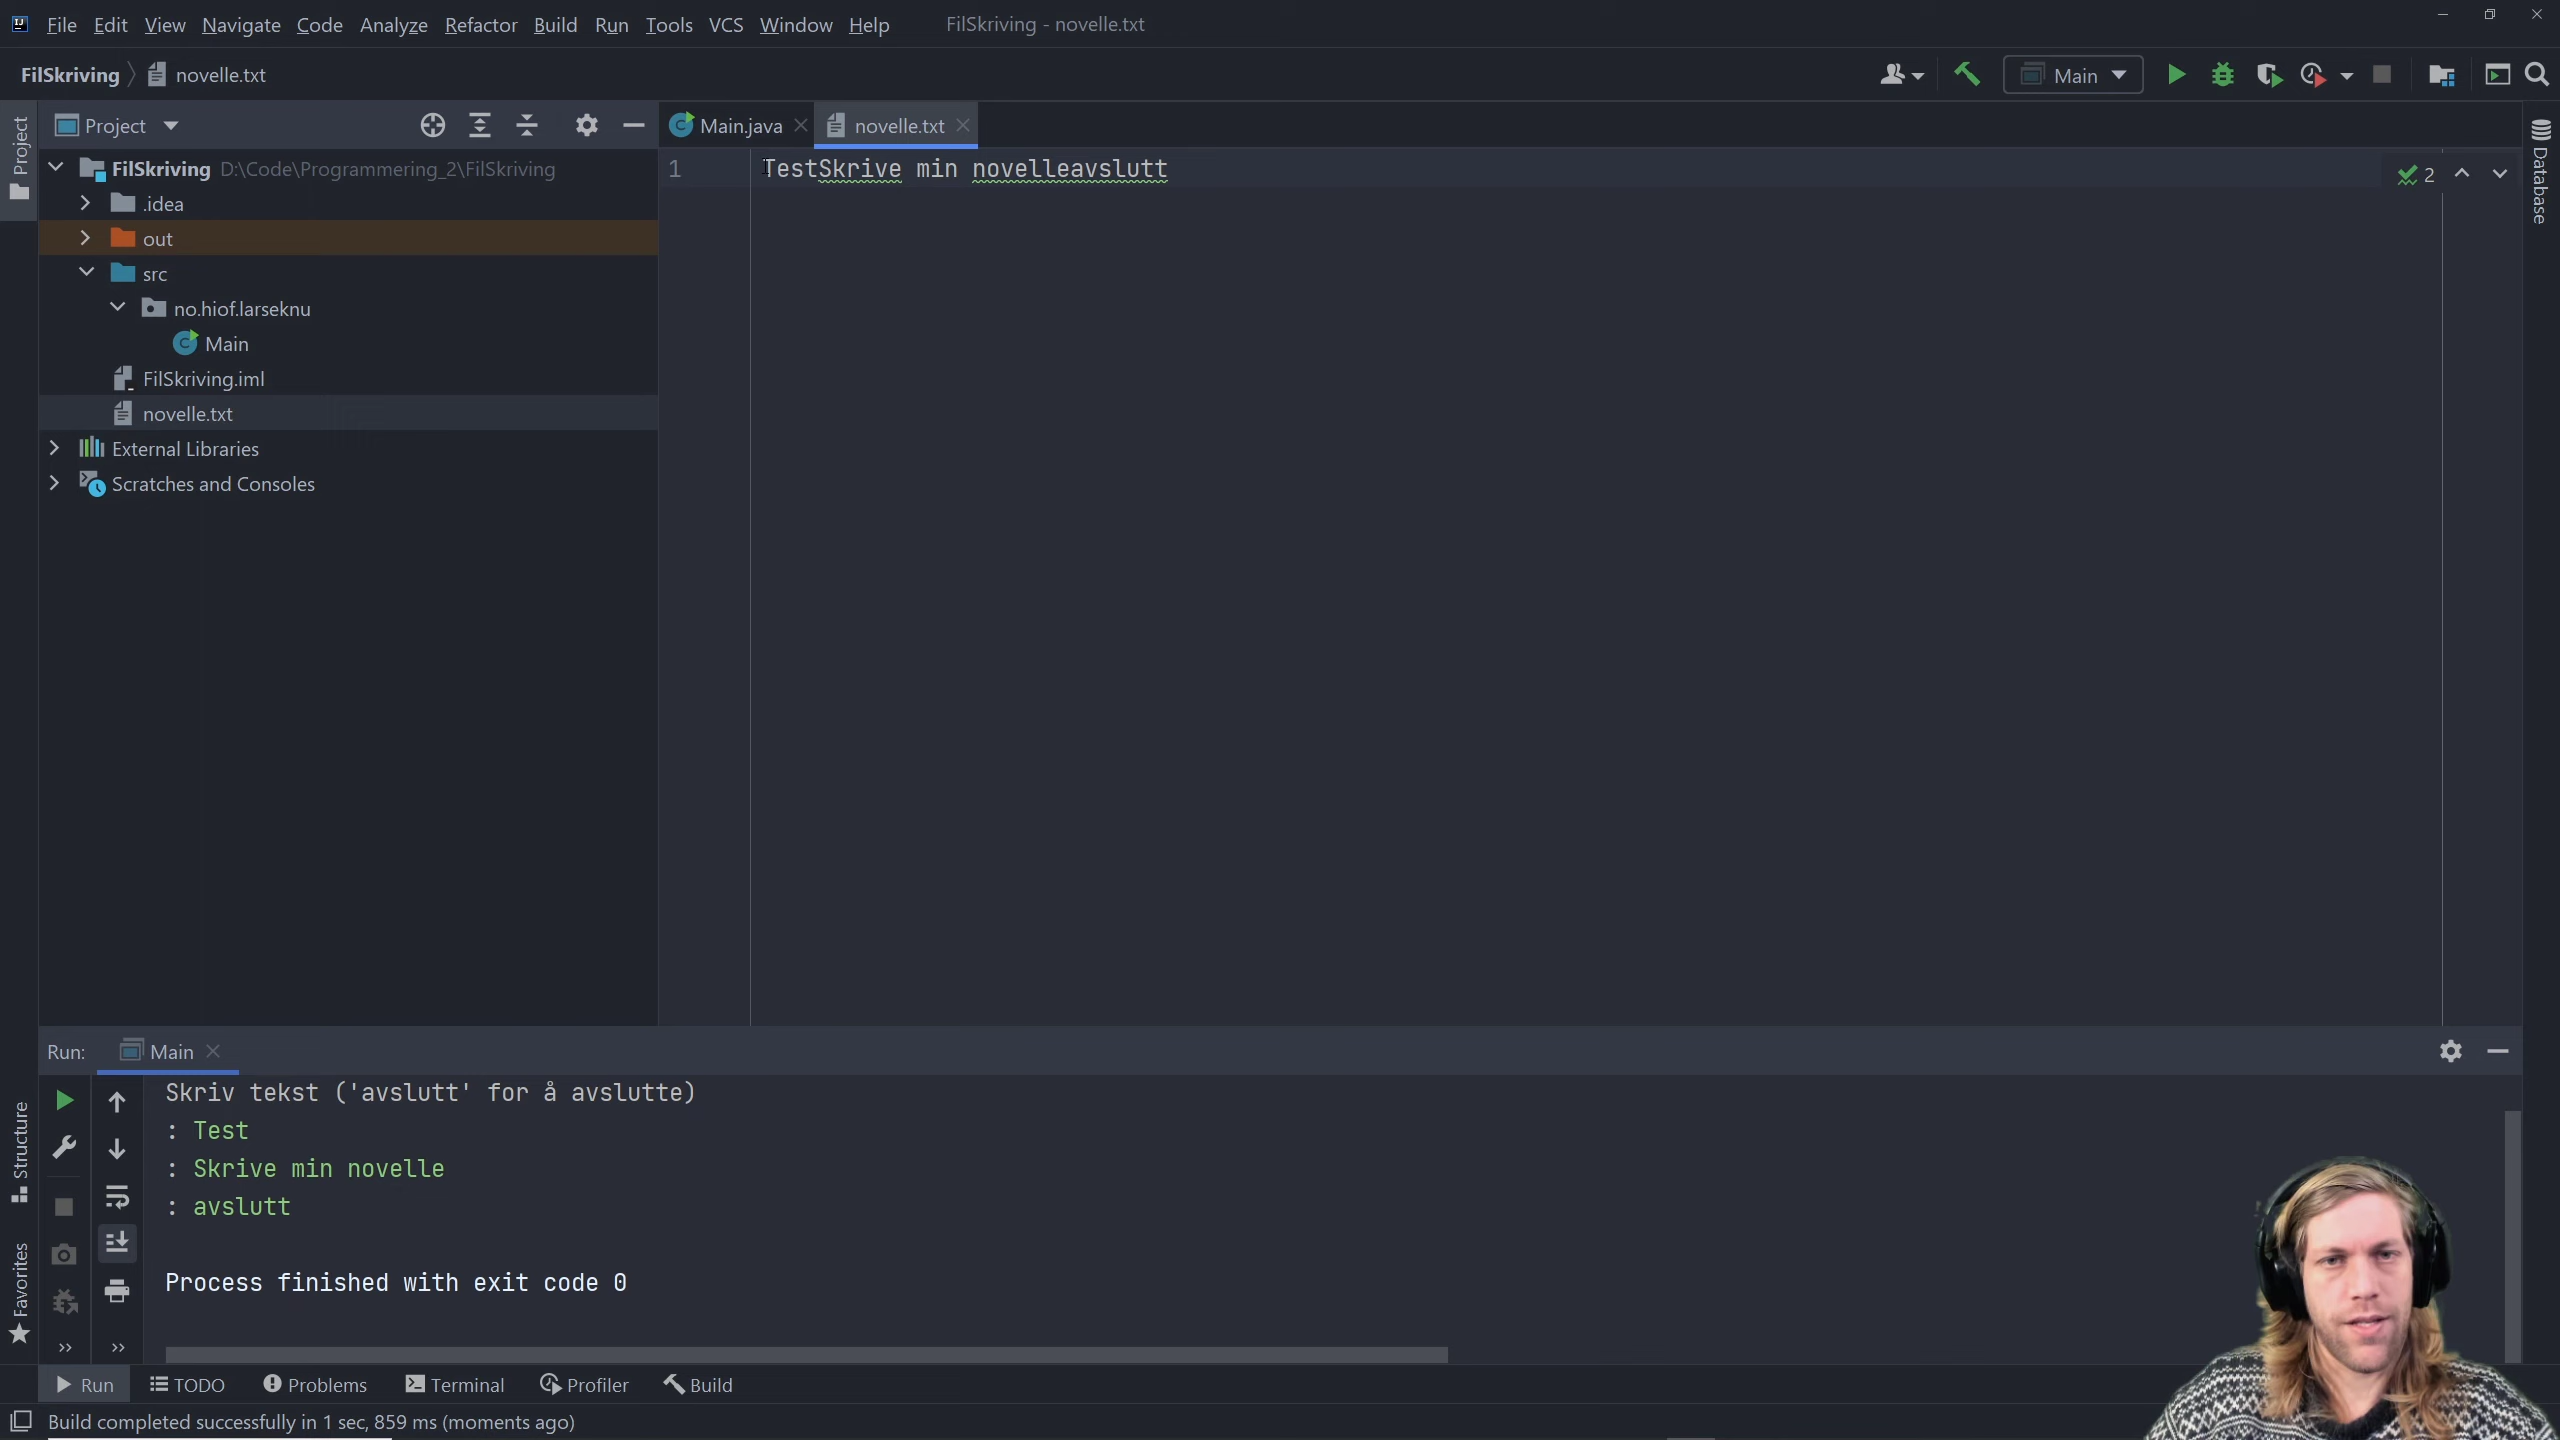 File Edit View Navigate Code Analyze Refactor Build Run Tools VCS Window Help FilSkriving - novelle.txt
FilSkriving novelle.txt Main
Project
Main.java novelle.txt
Project
FilSkriving D:\Code\Programmering_2\FilSkriving
.idea
out
src
no.hiof.larseknu
Main
FilSkriving.iml
novelle.txt
External Libraries
Scratches and Consoles
1 TestSkrive min novelleavslutt
2
Database
Run: Main
Skriv tekst ('avslutt' for å avslutte)
: Test
: Skrive min novelle
: avslutt
Process finished with exit code 0
Structure
Favorites
Run TODO Problems Terminal Profiler Build
Build completed successfully in 1 sec, 859 ms (moments ago)